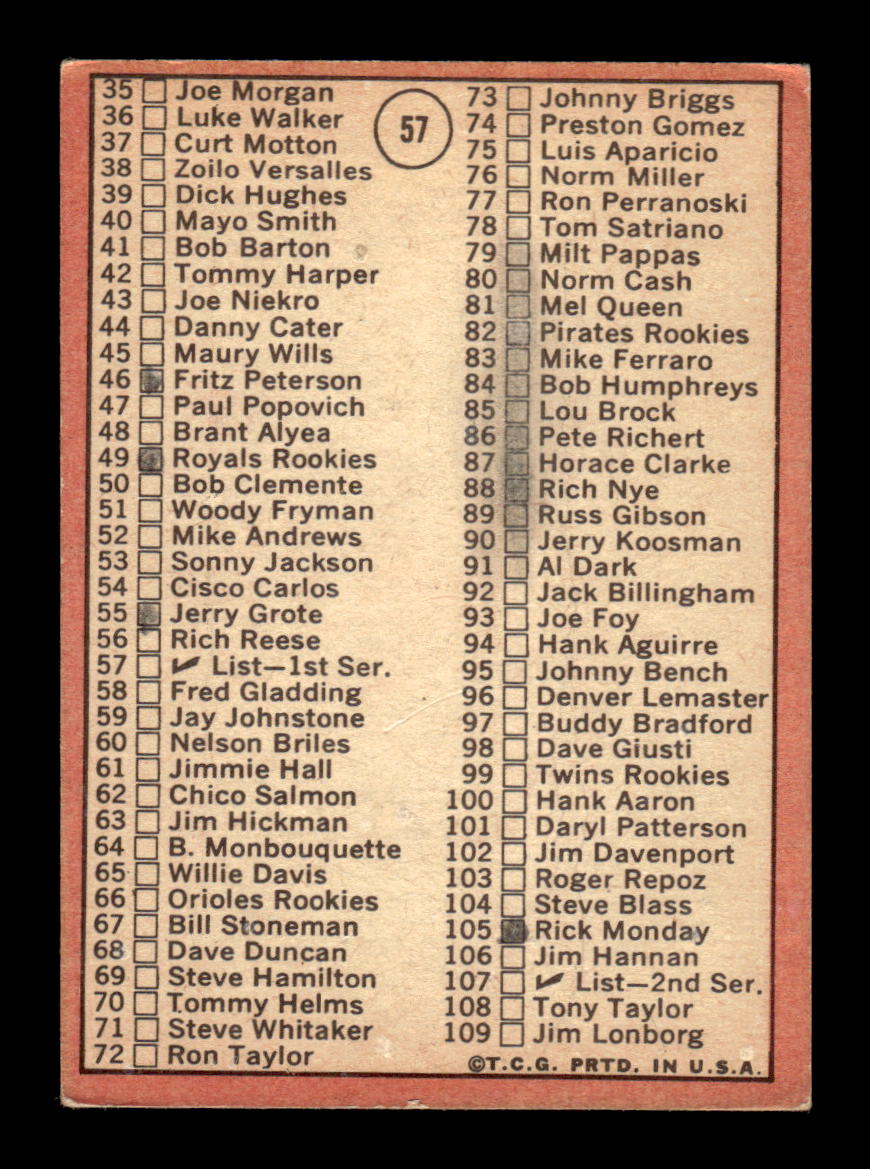 57
35 Joe Morgan
36 Luke Walker
37 Curt Motton
38 Zoilo Versalles
39 Dick Hughes
40 Mayo Smith
41 Bob Barton
42 Tommy Harper
43 Joe Niekro
44 Danny Cater
45 Maury Wills
46 Fritz Peterson
47 Paul Popovich
48 Brant Alyea
49 Royals Rookies
50 Bob Clemente
51 Woody Fryman
52 Mike Andrews
53 Sonny Jackson
54 Cisco Carlos
55 Jerry Grote
56 Rich Reese
57 ✓ List—1st Ser.
58 Fred Gladding
59 Jay Johnstone
60 Nelson Briles
61 Jimmie Hall
62 Chico Salmon
63 Jim Hickman
64 B. Monbouquette
65 Willie Davis
66 Orioles Rookies
67 Bill Stoneman
68 Dave Duncan
69 Steve Hamilton
70 Tommy Helms
71 Steve Whitaker
72 Ron Taylor
73 Johnny Briggs
74 Preston Gomez
75 Luis Aparicio
76 Norm Miller
77 Ron Perranoski
78 Tom Satriano
79 Milt Pappas
80 Norm Cash
81 Mel Queen
82 Pirates Rookies
83 Mike Ferraro
84 Bob Humphreys
85 Lou Brock
86 Pete Richert
87 Horace Clarke
88 Rich Nye
89 Russ Gibson
90 Jerry Koosman
91 Al Dark
92 Jack Billingham
93 Joe Foy
94 Hank Aguirre
95 Johnny Bench
96 Denver Lemaster
97 Buddy Bradford
98 Dave Giusti
99 Twins Rookies
100 Hank Aaron
101 Daryl Patterson
102 Jim Davenport
103 Roger Repoz
104 Steve Blass
105 Rick Monday
106 Jim Hannan
107 ✓ List—2nd Ser.
108 Tony Taylor
109 Jim Lonborg
©T.C.G. PRTD. IN U.S.A.